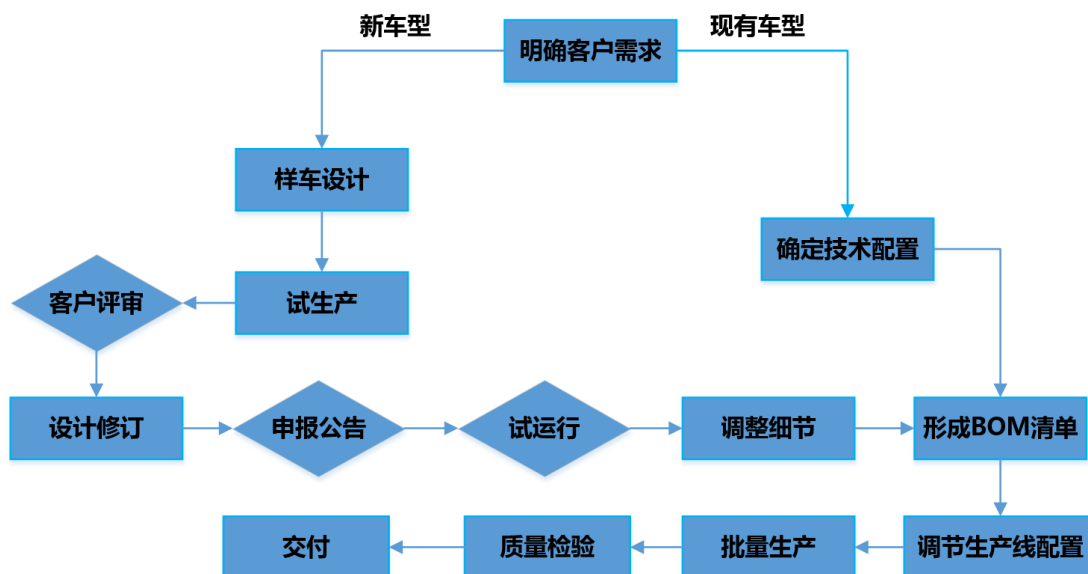 新车型
现有车型
明确客户需求
样车设计
确定技术配置
客户评审
试生产
设计修订
申报公告
试运行
调整细节
形成BOM清单
交付
质量检验
批量生产
调节生产线配置